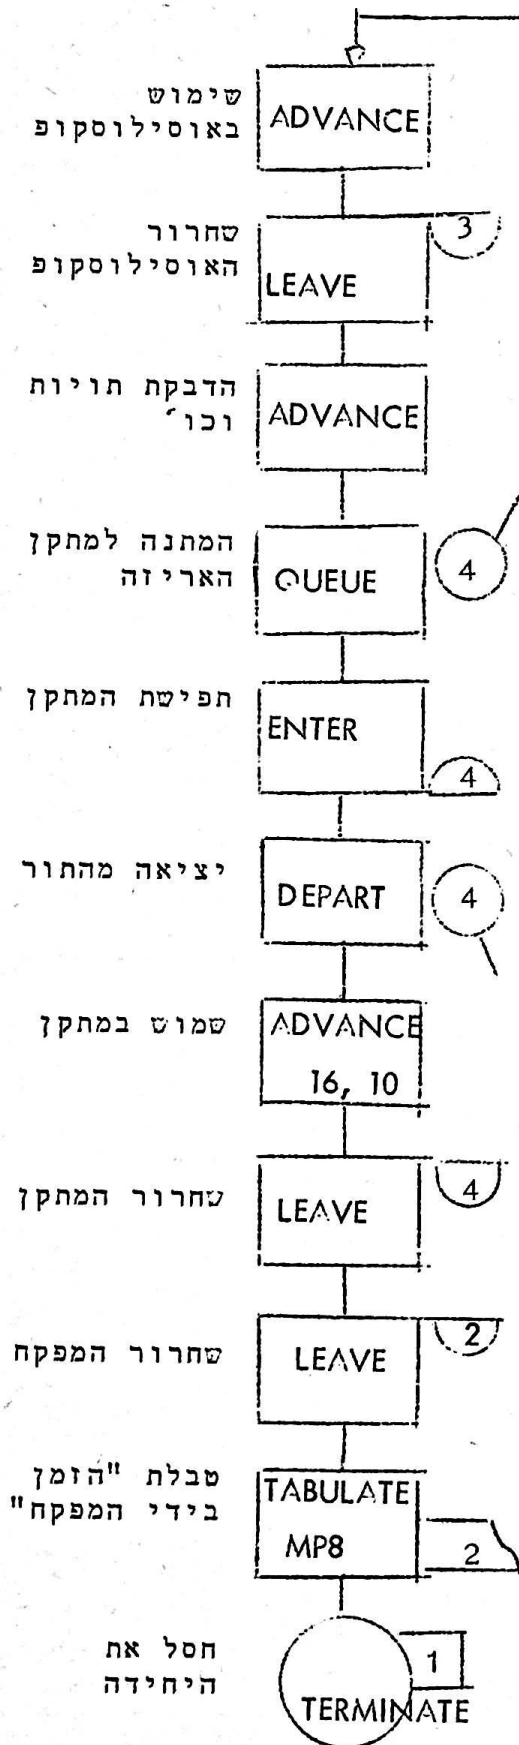 שימוש
באוסילוסקופ
ADVANCE
שחרור
האוסילוסקופ
LEAVE
3
הדבקת תויות
וכו'
ADVANCE
המתנה למתקן
האריזה
QUEUE
4
תפישת המתקן
ENTER
4
יציאה מהתור
DEPART
4
שמוש במתקן
ADVANCE
16, 10
שחרור המתקן
LEAVE
4
שחרור המפקח
LEAVE
2
טבלת "הזמן
בידי המפקח"
TABULATE
MP8
2
חסל את
היחידה
1
TERMINATE